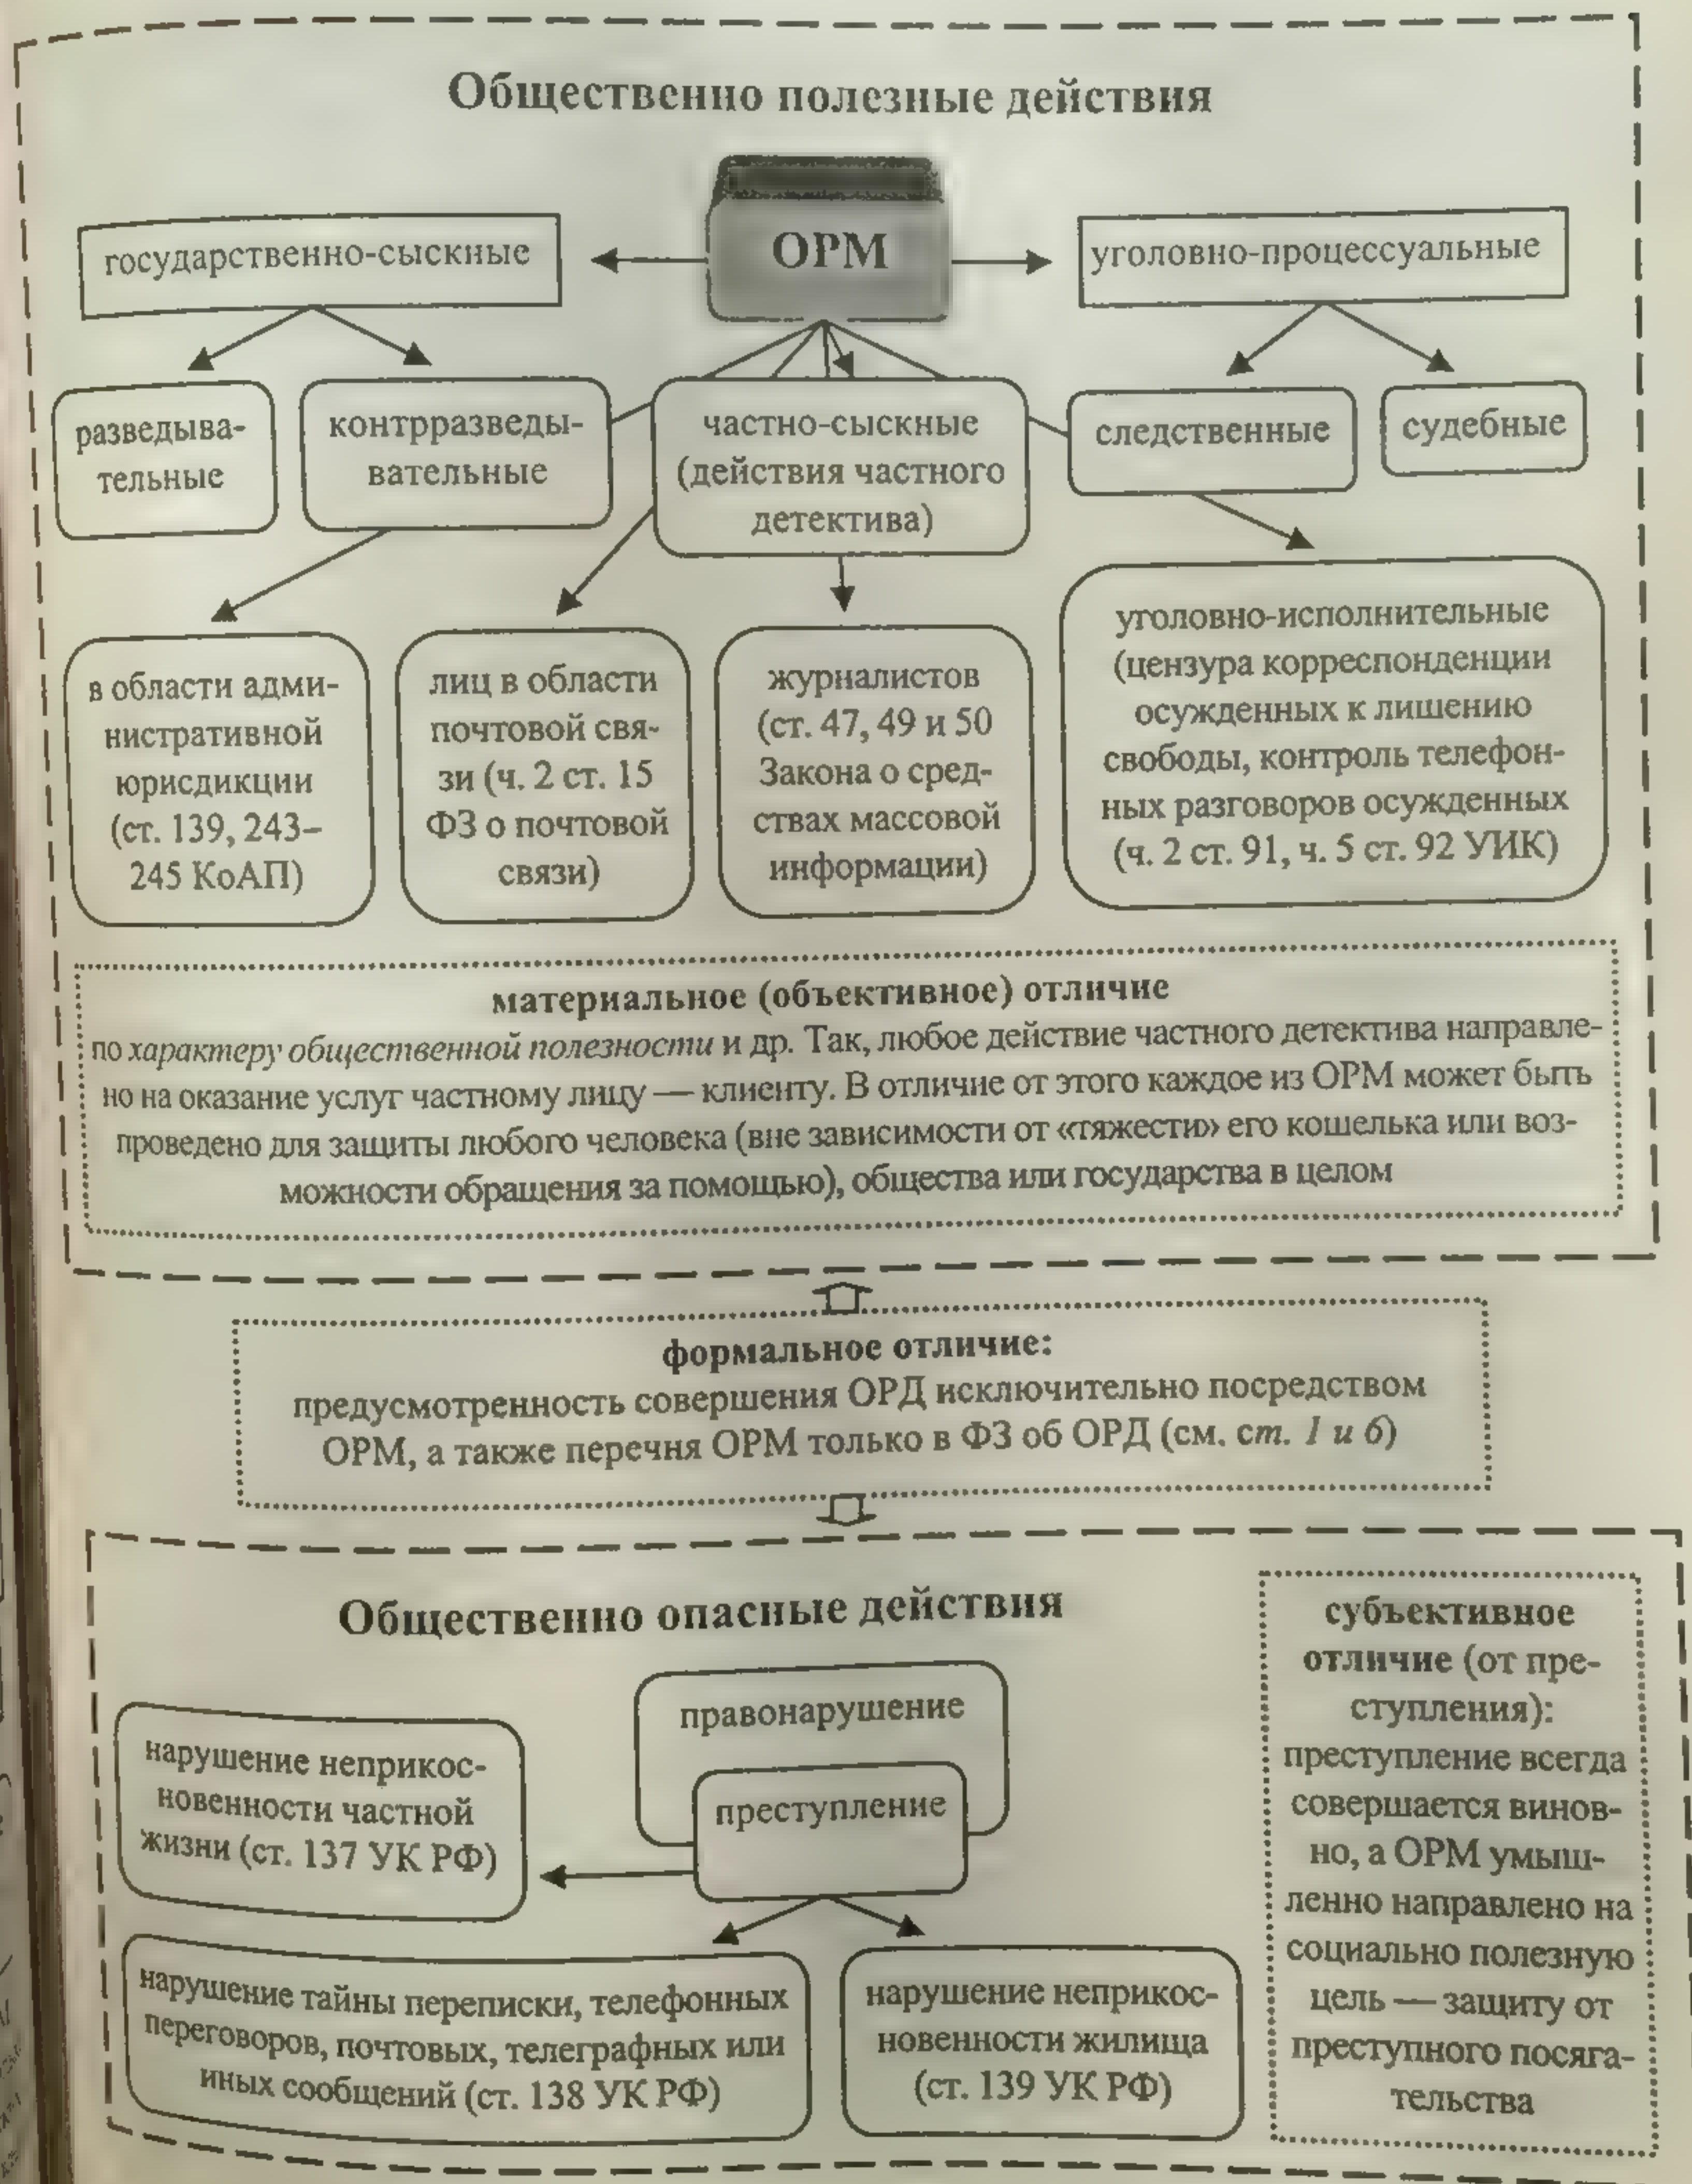 Общественно полезные действия
ОРМ
государственно-сыскные
уголовно-процессуальные
разведыва-
тельные
контрразведы-
вательные
частно-сыскные
(действия частного
детектива)
следственные
судебные
в области адми-
нистративной
юрисдикции
(ст. 139, 243–
245 КоАП)
лиц в области
почтовой свя-
зи (ч. 2 ст. 15
ФЗ о почтовой
связи)
журналистов
(ст. 47, 49 и 50
Закона о сред-
ствах массовой
информации)
уголовно-исполнительные
(цензура корреспонденции
осужденных к лишению
свободы, контроль телефон-
ных разговоров осужденных
(ч. 2 ст. 91, ч. 5 ст. 92 УИК)
материальное (объективное) отличие
по характеру общественной полезности и др. Так, любое действие частного детектива направле-
но на оказание услуг частному лицу — клиенту. В отличие от этого каждое из ОРМ может быть
проведено для защиты любого человека (вне зависимости от «тяжести» его кошелька или воз-
можности обращения за помощью), общества или государства в целом
формальное отличие:
предусмотренность совершения ОРД исключительно посредством
ОРМ, а также перечня ОРМ только в ФЗ об ОРД (см. ст. 1 и 6)
Общественно опасные действия
правонарушение
преступление
нарушение неприкос-
новенности частной
жизни (ст. 137 УК РФ)
нарушение тайны переписки, телефонных
переговоров, почтовых, телеграфных или
иных сообщений (ст. 138 УК РФ)
нарушение неприкос-
новенности жилища
(ст. 139 УК РФ)
субъективное
отличие (от пре-
ступления):
преступление всегда
совершается винов-
но, а ОРМ умыш-
ленно направлено на
социально полезную
цель — защиту от
преступного посяга-
тельства